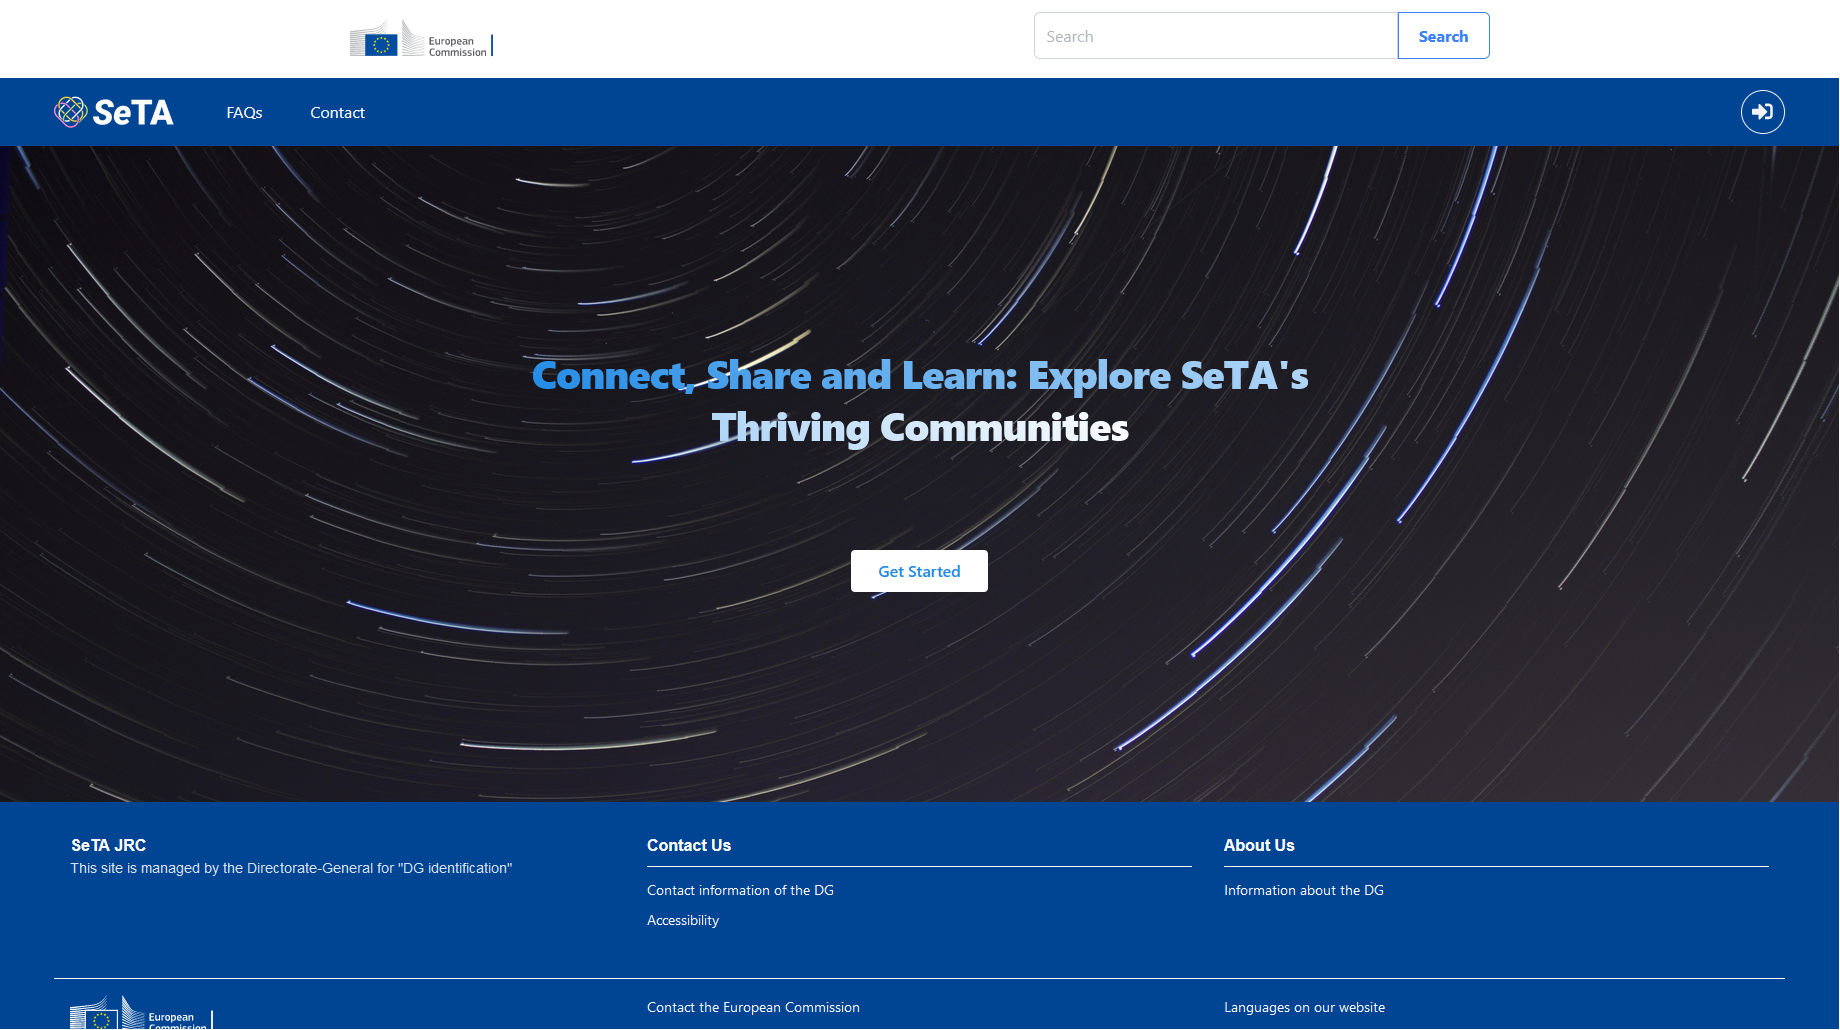 European
Commission
Search
Search
SeTA
FAQs
Contact
Connect, Share and Learn: Explore SeTA's
Thriving Communities
Get Started
SeTA JRC
This site is managed by the Directorate-General for "DG identification"
Contact Us
Contact information of the DG
Accessibility
About Us
Information about the DG
European
Commission
Contact the European Commission
Languages on our website